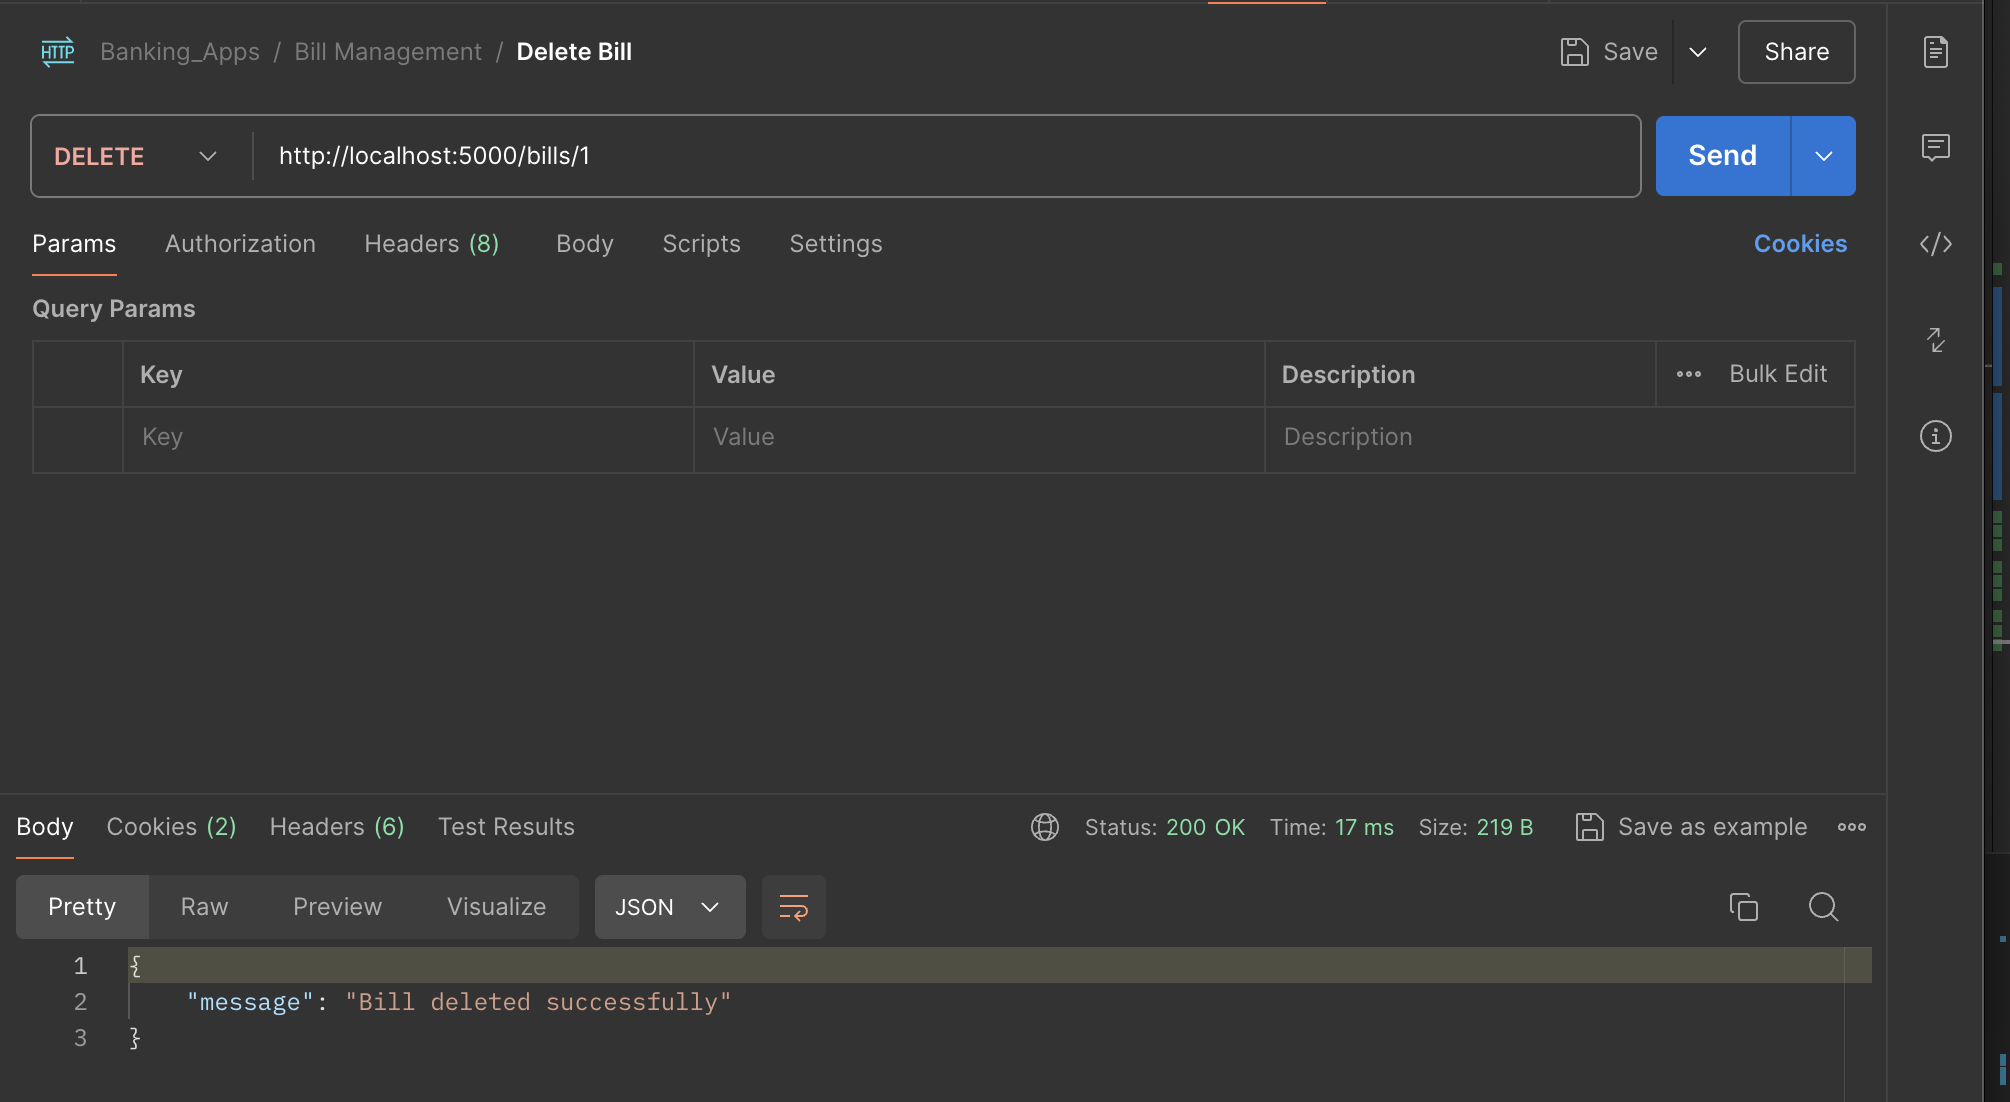 HTTP Banking_Apps / Bill Management / Delete Bill Save Share
DELETE http://localhost:5000/bills/1 Send
Params Authorization Headers (8) Body Scripts Settings Cookies
Query Params
Key Value Description Bulk Edit
Key Value Description
Body Cookies (2) Headers (6) Test Results Status: 200 OK Time: 17 ms Size: 219 B Save as example
Pretty Raw Preview Visualize JSON
1 {
2 "message": "Bill deleted successfully"
3 }